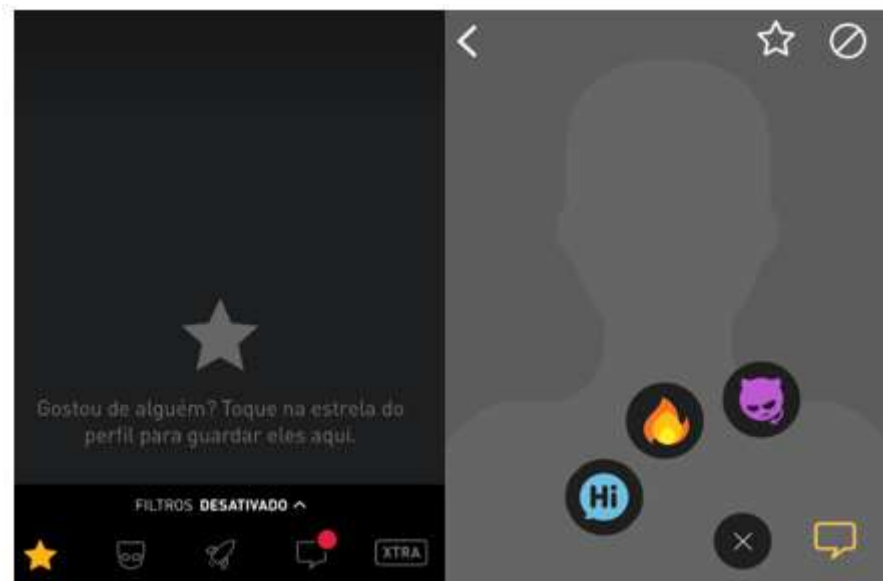 Gostou de alguém? Toque na estrela do
perfil para guardar eles aqui.
FILTROS DESATIVADO
XTRA
Hi